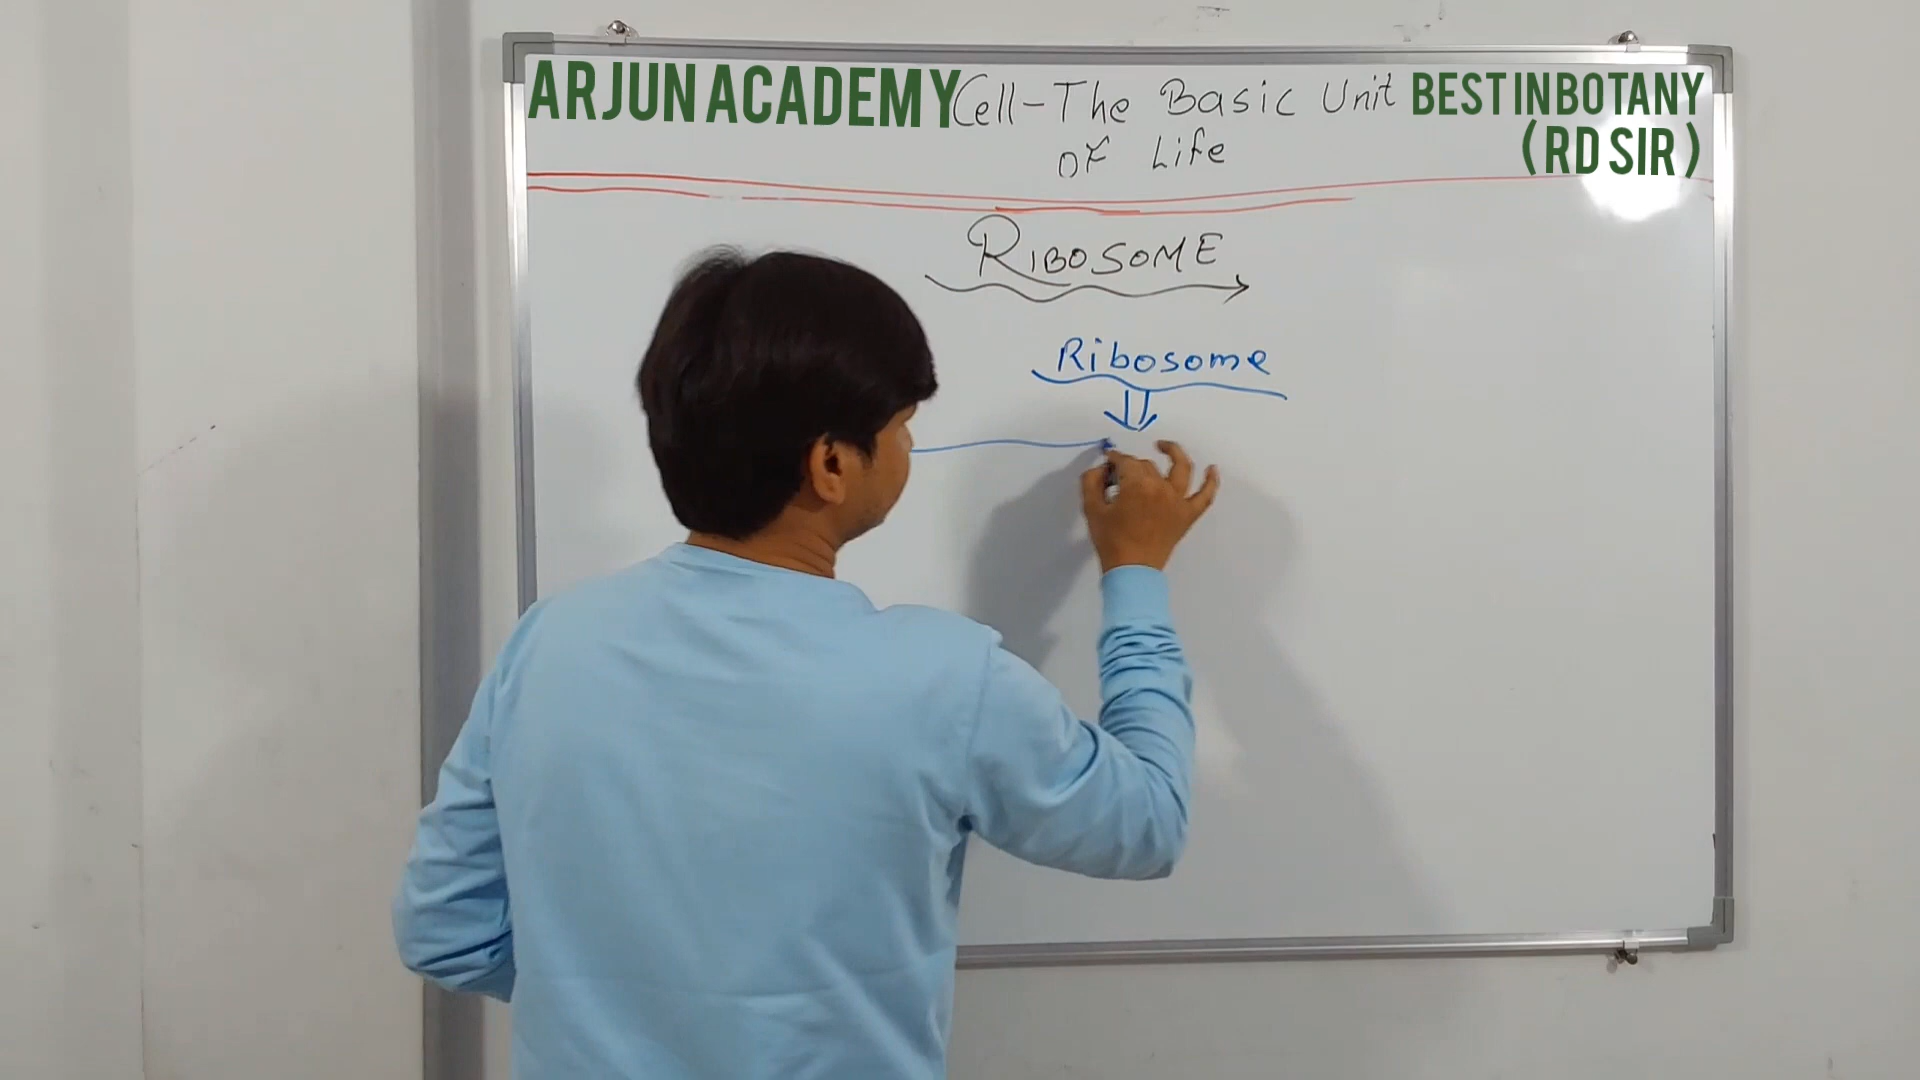 ARJUN ACADEMY Cell-The Basic Unit BEST IN BOTANY
OF Life (RD SIR)
RIBOSOME
Ribosome